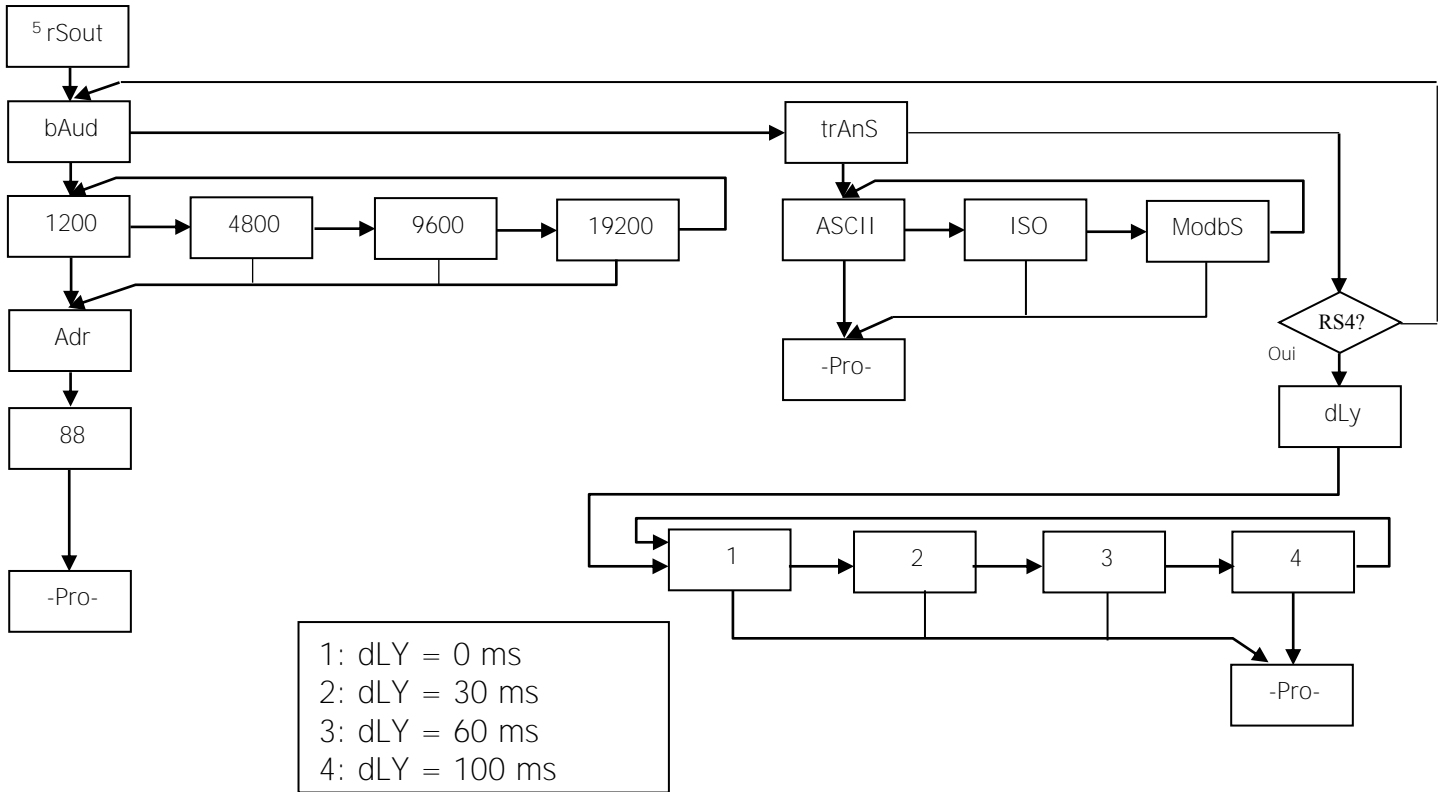 5 rSout
bAud
trAnS
1200
4800
9600
19200
ASCII
ISO
ModbS
Adr
RS4?
Oui
-Pro-
88
dLy
1
2
3
4
-Pro-
-Pro-
1: dLY = 0 ms
2: dLY = 30 ms
3: dLY = 60 ms
4: dLY = 100 ms